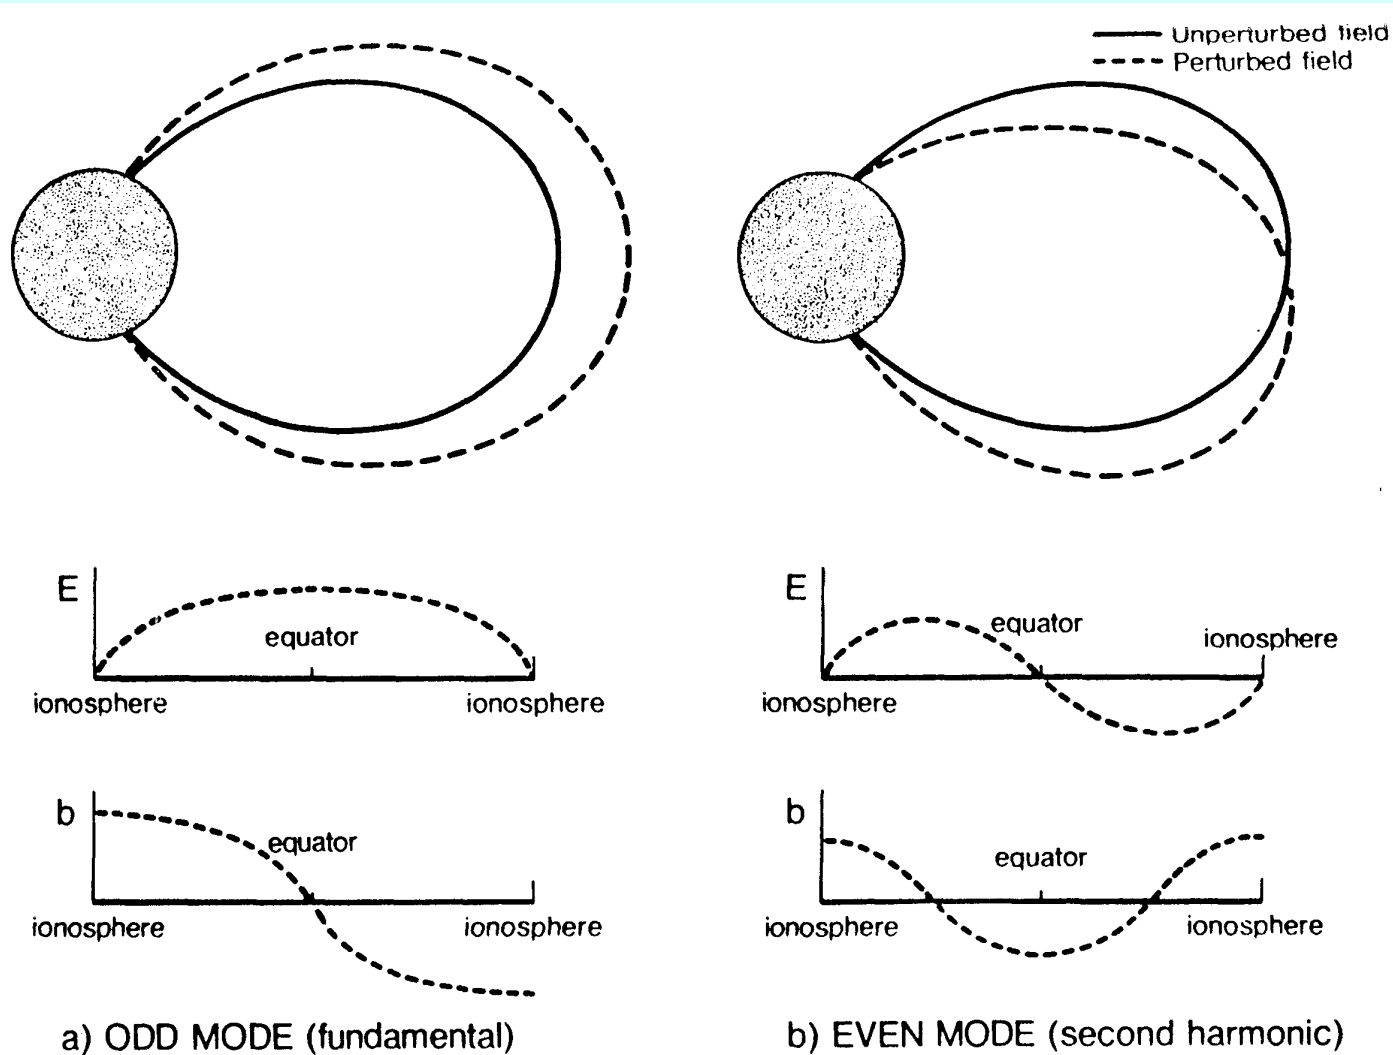 Unperturbed field
Perturbed field
E
equator
ionosphere
ionosphere
b
equator
ionosphere
ionosphere
a) ODD MODE (fundamental)
E
equator
ionosphere
ionosphere
b
equator
ionosphere
ionosphere
b) EVEN MODE (second harmonic)